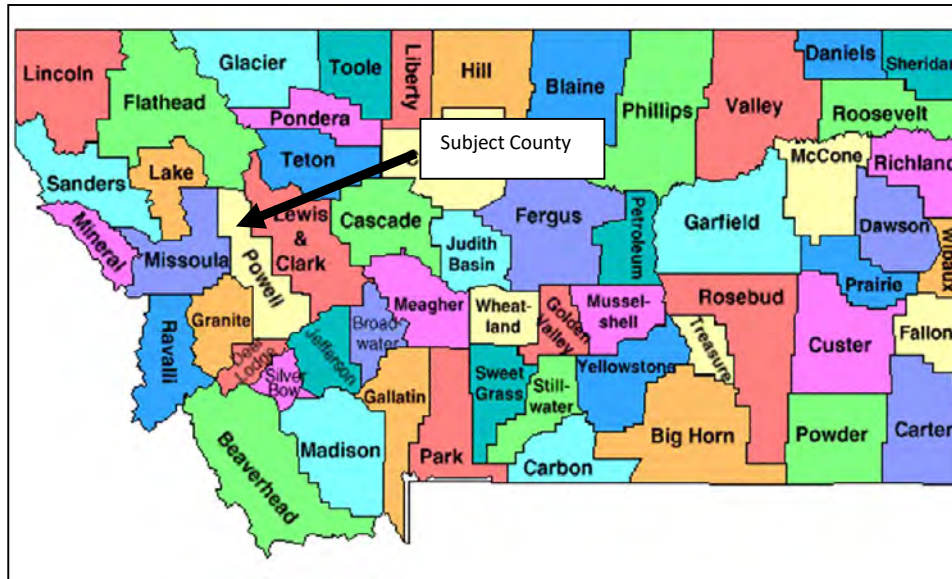 Lincoln
Flathead
Glacier
Toole
Liberty
Hill
Blaine
Phillips
Valley
Daniels
Sheridan
Roosevelt
Pondera
Teton
C
Subject County
McCone
Richland
Sanders
Lake
Lewis
&
Clark
Cascade
Fergus
Petroleum
Garfield
Dawson
Wibaux
Mineral
Missoula
Powell
Judith
Basin
Prairie
Ravalli
Granite
Meagher
Broad-
water
Wheat-
land
Golden
Valley
Mussel-
shell
Rosebud
Treasure
Custer
Fallon
Deer
Lodge
Silver
Bow
Jefferson
Gallatin
Park
Sweet
Grass
Still-
water
Yellowstone
Big Horn
Powder
Carter
Beaverhead
Madison
Carbon